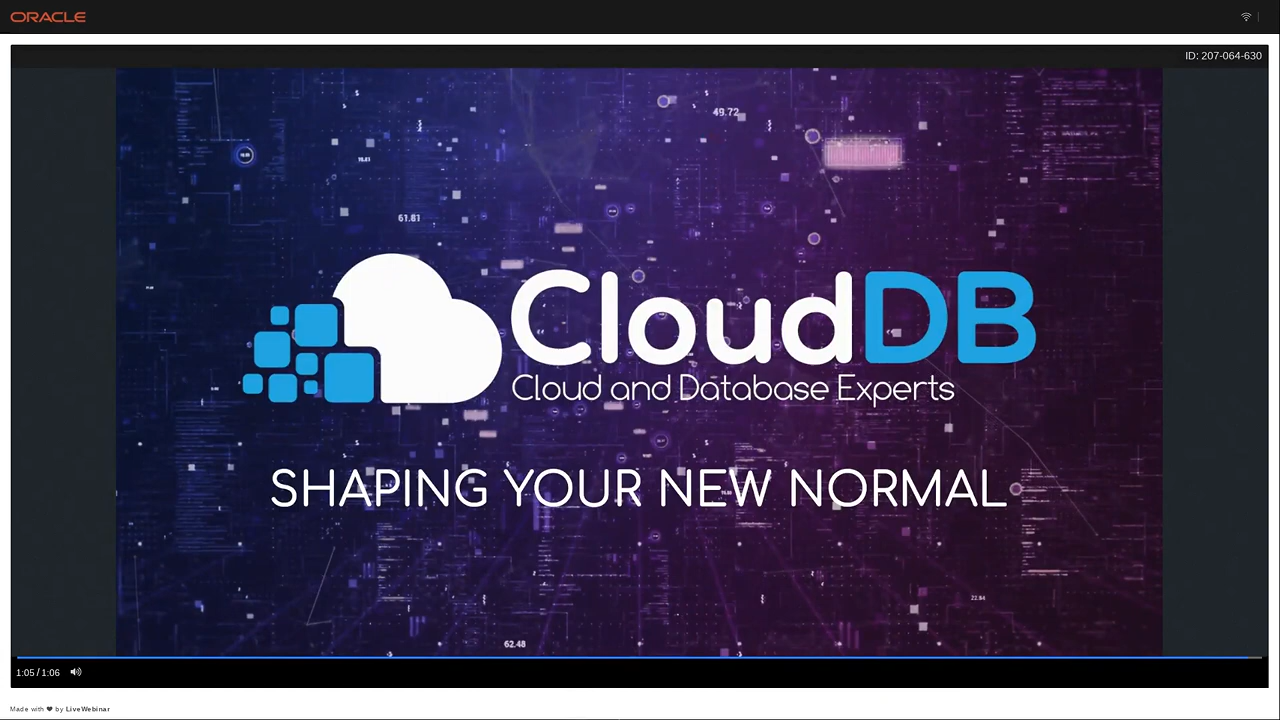 ORACLE
ID: 207-064-630
49.72
61.81
CloudDB
Cloud and Database Experts
SHAPING YOUR NEW NORMAL
22.94
62.48
1:05 / 1:06
Made with ❤ by LiveWebinar